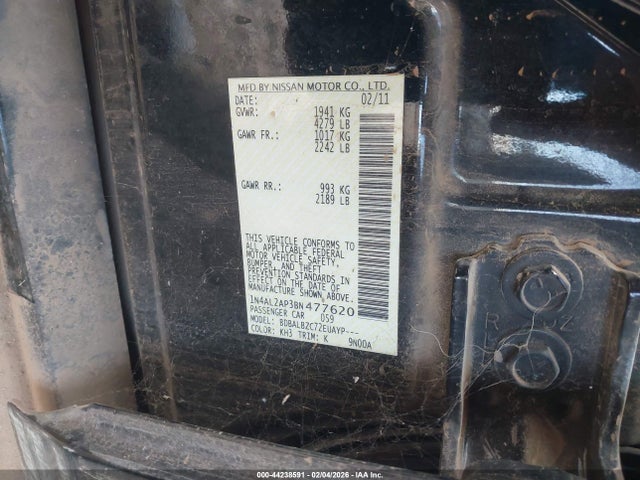 MFD BY NISSAN MOTOR CO., LTD.
DATE: 02/11
GVWR: 1941 KG
4279 LB
GAWR FR.: 1017 KG
2242 LB
GAWR RR.: 993 KG
2189 LB
THIS VEHICLE CONFORMS TO
ALL APPLICABLE FEDERAL
MOTOR VEHICLE SAFETY,
BUMPER, AND THEFT
PREVENTION STANDARDS IN
EFFECT ON THE DATE OF
MANUFACTURE SHOWN ABOVE.
1N4AL2AP3BN477620
PASSENGER CAR 059
MODEL: BDBALBZC72EUAYP---
COLOR: KH3 TRIM: K 9N00A
000-44238591 - 02/04/2026 - IAA Inc.